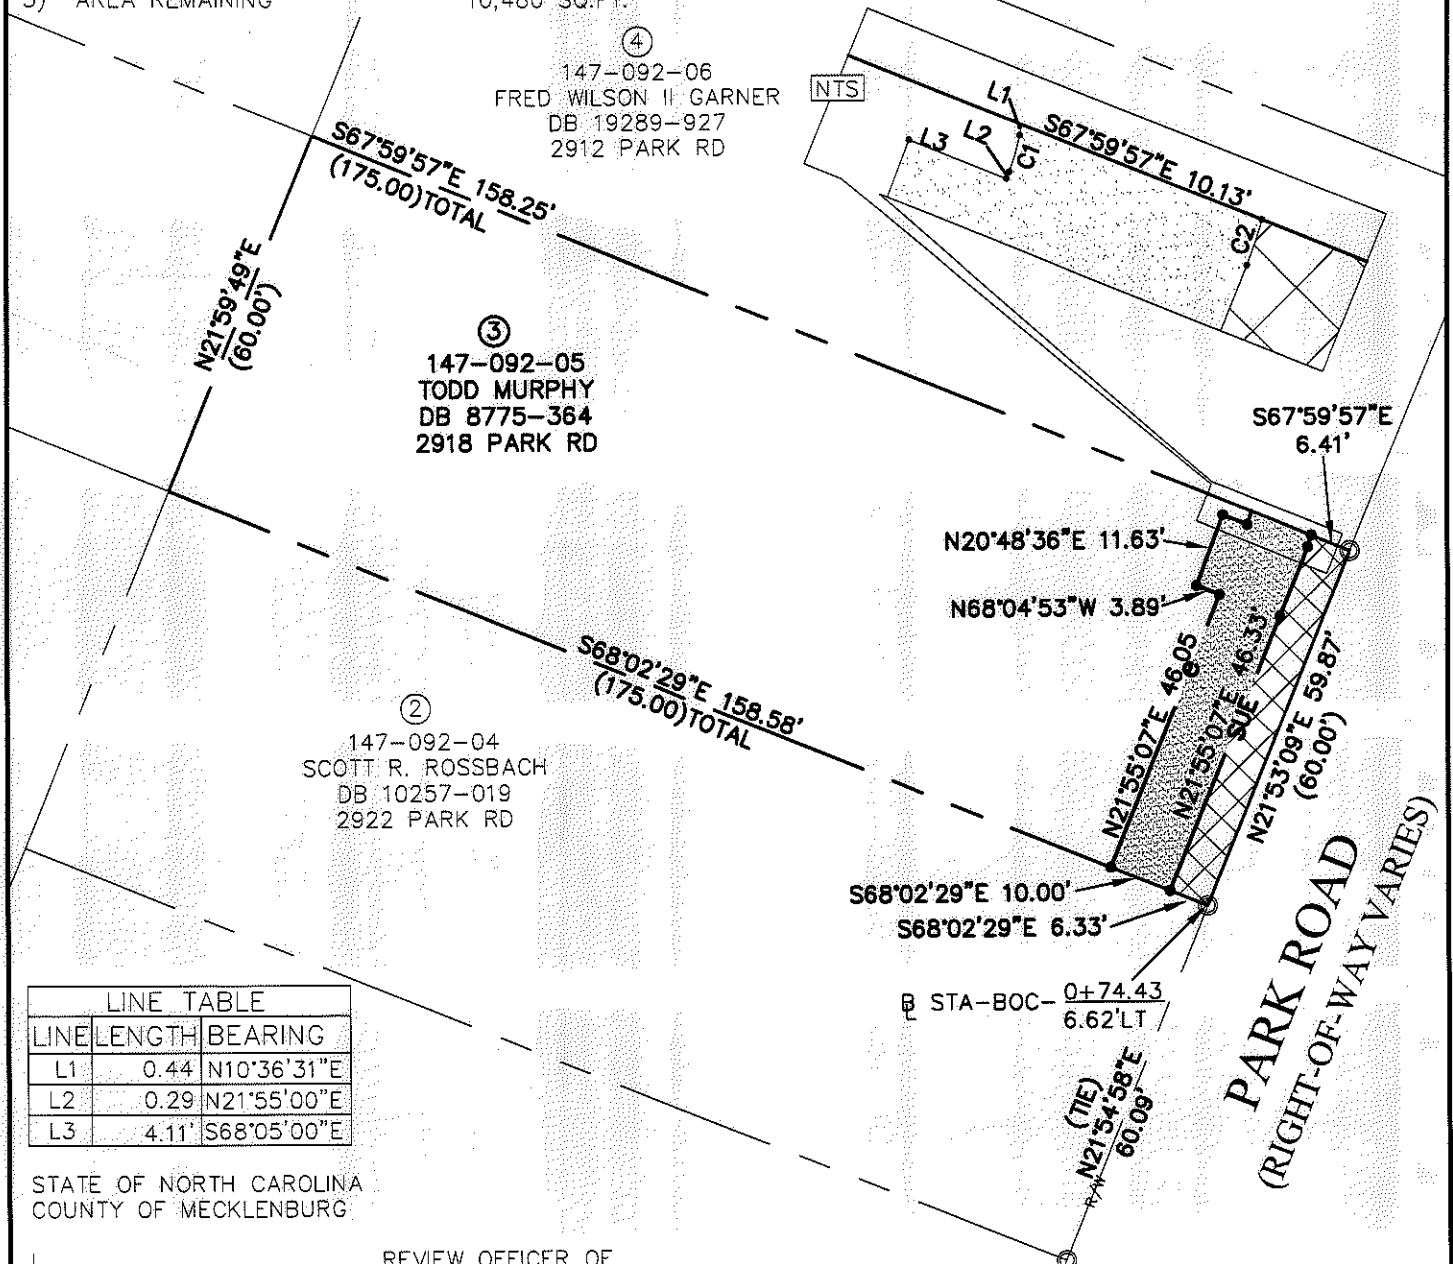 3) AREA REMAINING 10,480 SQ.FT.
④
147-092-06
FRED WILSON II GARNER
DB 19289-927
2912 PARK RD
NTS
L1
L2
L3
C1
S67°59'57"E 10.13'
C2
S67°59'57"E 158.25'
(175.00)TOTAL
N21°59'49"E
(60.00')
③
147-092-05
TODD MURPHY
DB 8775-364
2918 PARK RD
S67°59'57"E
6.41'
N20°48'36"E 11.63'
N68°04'53"W 3.89'
S68°02'29"E 158.58'
(175.00)TOTAL
N21°55'07"E 46.05
N21°55'07"E 46.33'
SUE
N21°53'09"E 59.87'
(60.00')
②
147-092-04
SCOTT R. ROSSBACH
DB 10257-019
2922 PARK RD
S68°02'29"E 10.00'
S68°02'29"E 6.33'
STA-BOC- 0+74.43
6.62'LT
PARK ROAD
(RIGHT-OF-WAY VARIES)
(TIE)
N21°54'58"E
60.09'
R/W
LINE TABLE
LINE LENGTH BEARING
L1 0.44 N10°36'31"E
L2 0.29 N21°55'00"E
L3 4.11' S68°05'00"E
STATE OF NORTH CAROLINA
COUNTY OF MECKLENBURG
REVIEW OFFICER OF